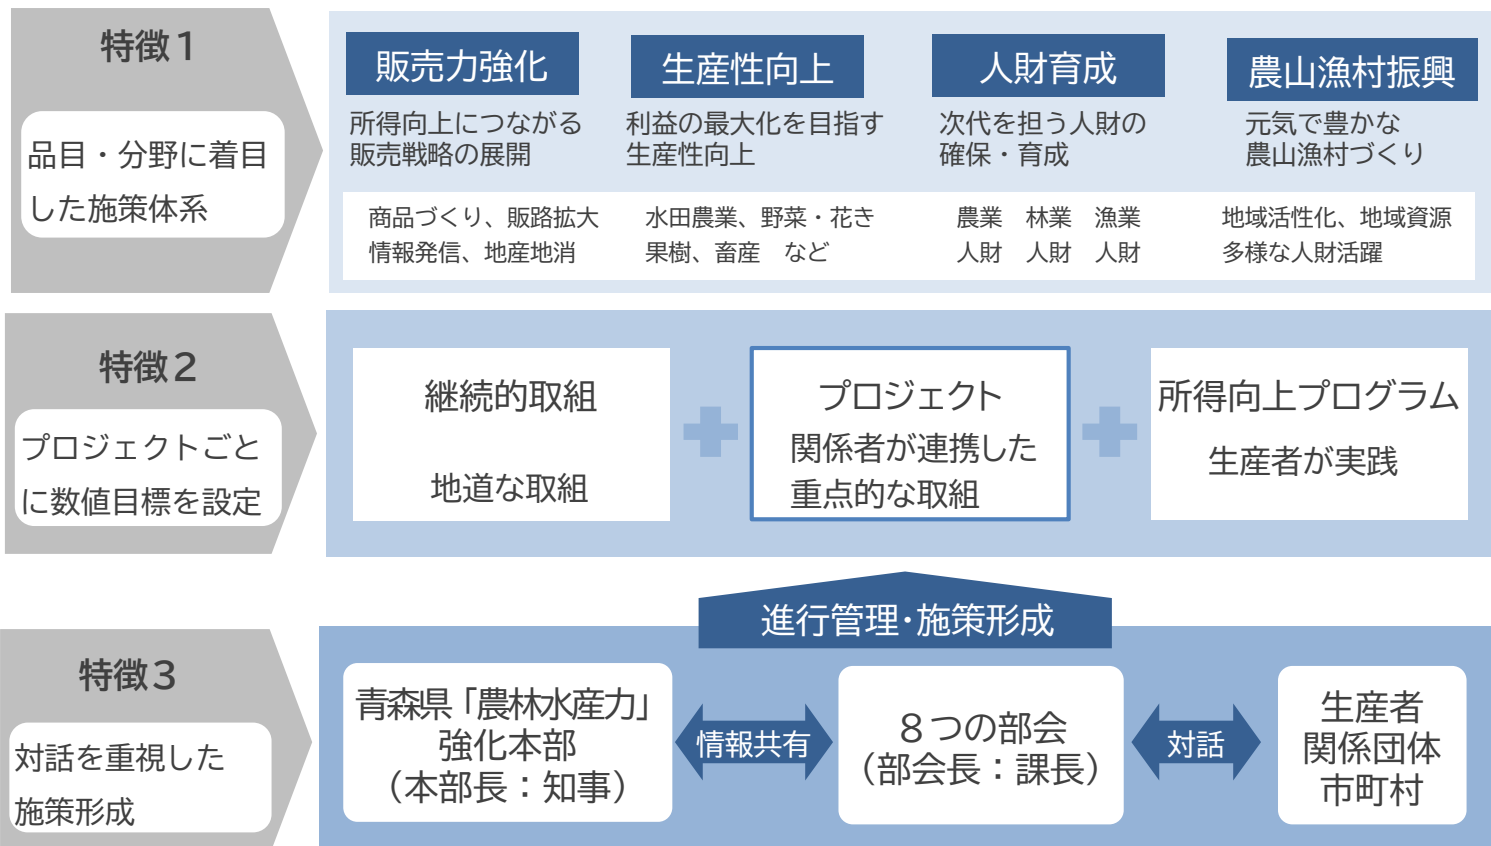 特徴1
品目・分野に着目
した施策体系
販売力強化
所得向上につながる
販売戦略の展開
商品づくり、販路拡大
情報発信、地産地消
生産性向上
利益の最大化を目指す
生産性向上
水田農業、野菜・花き
果樹、畜産　など
人財育成
次代を担う人財の
確保・育成
農業　林業　漁業
人財　人財　人財
農山漁村振興
元気で豊かな
農山漁村づくり
地域活性化、地域資源
多様な人財活躍
特徴2
プロジェクトごと
に数値目標を設定
継続的取組
地道な取組
プロジェクト
関係者が連携した
重点的な取組
所得向上プログラム
生産者が実践
進行管理・施策形成
特徴3
対話を重視した
施策形成
青森県「農林水産力」
強化本部
（本部長：知事）
情報共有
８つの部会
（部会長：課長）
対話
生産者
関係団体
市町村